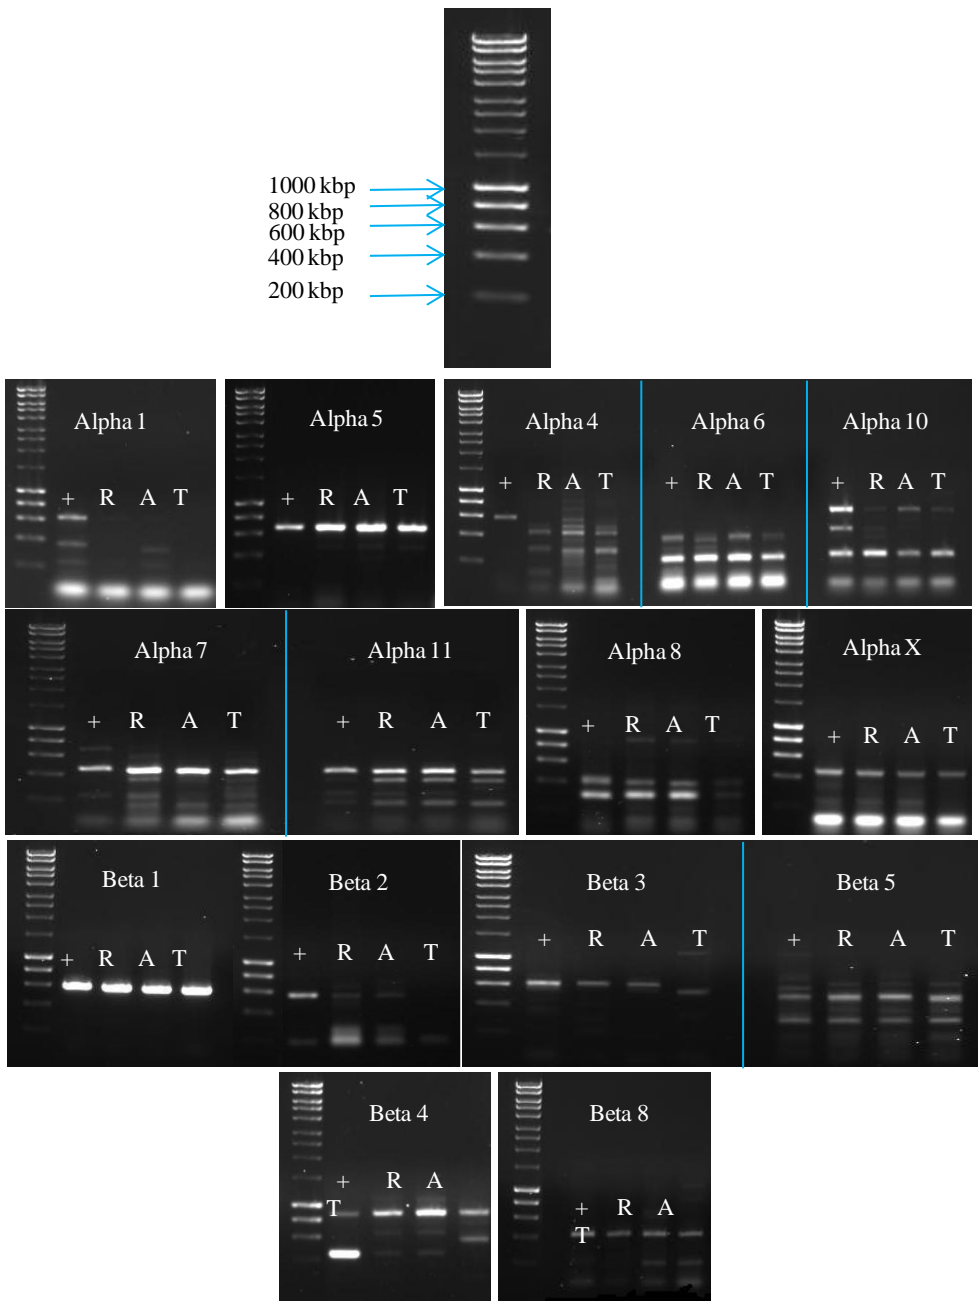 1000 kbp
800 kbp
600 kbp
400 kbp
200 kbp
Alpha 1
+ R A T
Alpha 5
+ R A T
Alpha 4
+ R A T
Alpha 6
+ R A T
Alpha 10
+ R A T
Alpha 7
+ R A T
Alpha 11
+ R A T
Alpha 8
+ R A T
Alpha X
+ R A T
Beta 1
+ R A T
Beta 2
+ R A T
Beta 3
+ R A T
Beta 5
+ R A T
Beta 4
+ R A
T
Beta 8
+ R A
T